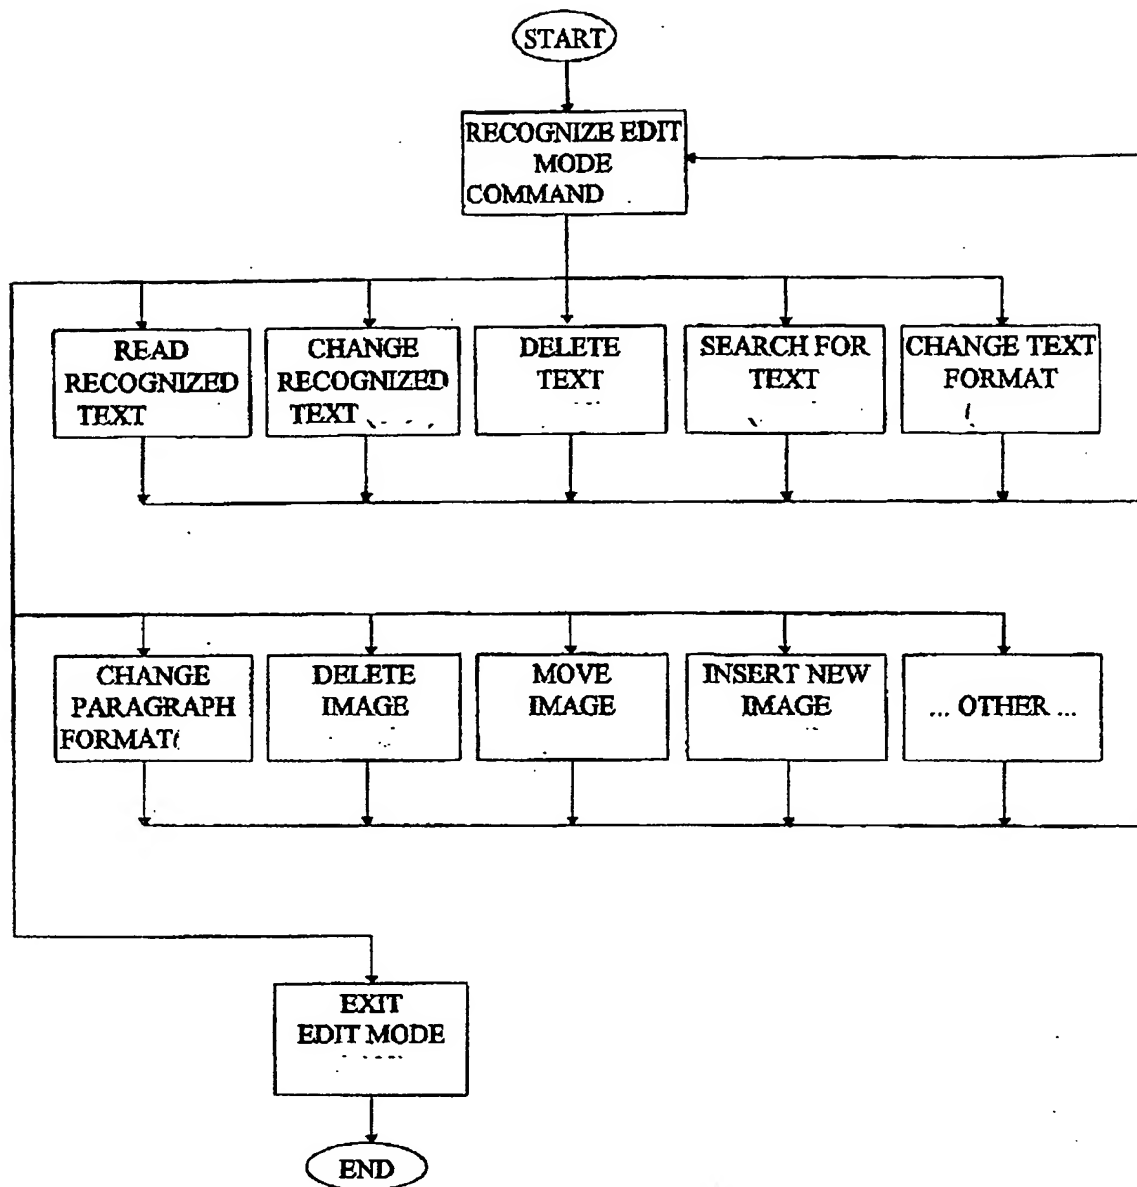 START
RECOGNIZE EDIT
MODE
COMMAND
READ
RECOGNIZED
TEXT
CHANGE
RECOGNIZED
TEXT
DELETE
TEXT
SEARCH FOR
TEXT
CHANGE TEXT
FORMAT
(
CHANGE
PARAGRAPH
FORMAT(
DELETE
IMAGE
MOVE
IMAGE
INSERT NEW
IMAGE
... OTHER ...
EXIT
EDIT MODE
END